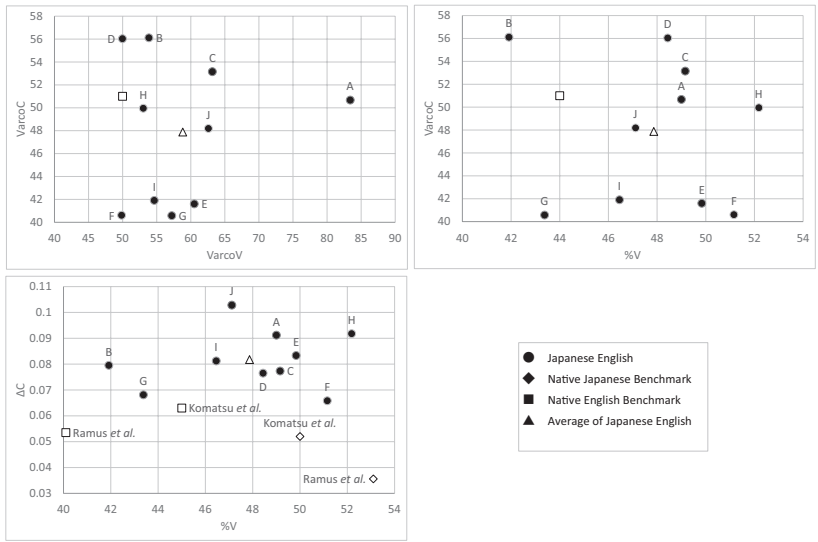 58
56
54
52
50
48
46
44
42
40
VarcoC
D
B
C
A
H
J
I
E
F
G
40 45 50 55 60 65 70 75 80 85 90
VarcoV
58
56
54
52
50
48
46
44
42
40
VarcoC
B
D
C
A
H
J
I
E
G
F
40 42 44 46 48 50 52 54
%V
0.11
0.1
0.09
0.08
0.07
0.06
0.05
0.04
0.03
ΔC
J
A
H
B
I
E
G
D
C
F
Komatsu et al.
Komatsu et al.
Ramus et al.
Ramus et al.
40 42 44 46 48 50 52 54
%V
Japanese English
Native Japanese Benchmark
Native English Benchmark
Average of Japanese English